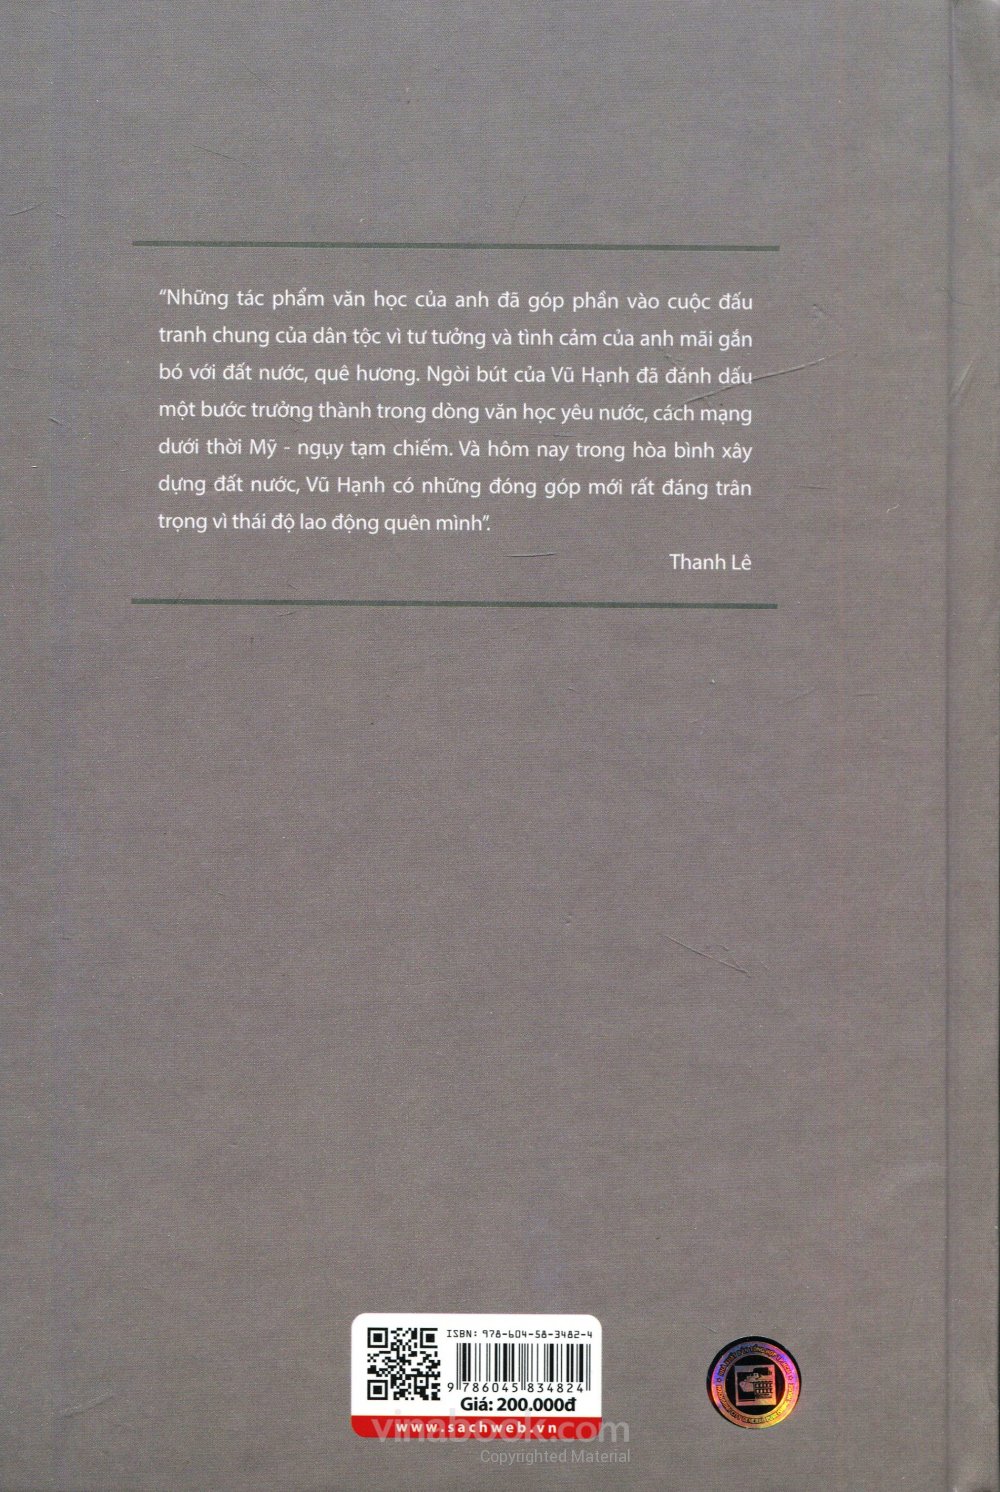 “Những tác phẩm văn học của anh đã góp phần vào cuộc đấu
tranh chung của dân tộc vì tư tưởng và tình cảm của anh mãi gắn
bó với đất nước, quê hương. Ngòi bút của Vũ Hạnh đã đánh dấu
một bước trưởng thành trong dòng văn học yêu nước, cách mạng
dưới thời Mỹ - ngụy tạm chiếm. Và hôm nay trong hòa bình xây
dựng đất nước, Vũ Hạnh có những đóng góp mới rất đáng trân
trọng vì thái độ lao động quên mình”.
Thanh Lê
ISBN: 978-604-58-3482-4
9 786045 834824
Giá: 200.000đ
www.sachweb.vn
vinabook.com
Copyrighted Material